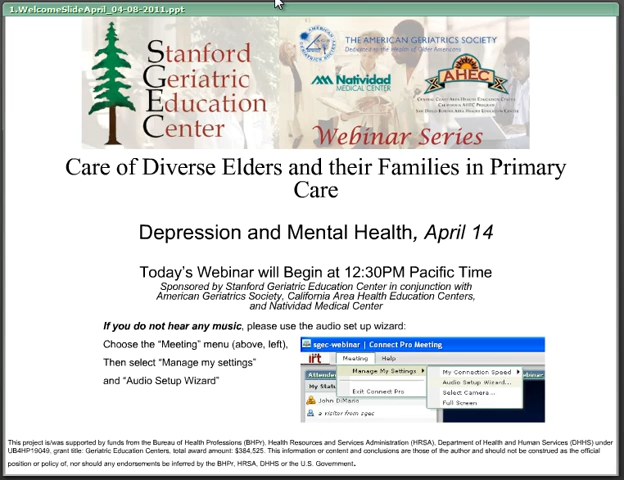 1.WelcomeSlideApril_04-08-2011.ppt
Stanford
Geriatric
Education
Center
THE AMERICAN GERIATRICS SOCIETY
Dedicated to the Health of Older Americans
Natividad
MEDICAL CENTER
AHEC
Webinar Series
Care of Diverse Elders and their Families in Primary
Care
Depression and Mental Health, April 14
Today's Webinar will Begin at 12:30PM Pacific Time
Sponsored by Stanford Geriatric Education Center in conjunction with
American Geriatrics Society, California Area Health Education Centers,
and Natividad Medical Center
If you do not hear any music, please use the audio set up wizard:
Choose the "Meeting" menu (above, left),
Then select "Manage my settings"
and "Audio Setup Wizard"
sgec-webinar | Connect Pro Meeting
Meeting Help
Manage My Settings
My Connection Speed
Audio Setup Wizard...
Select Camera...
Full Screen
Exit Connect Pro
My Stat
John DiMario
a visitor from sgec
This project is/was supported by funds from the Bureau of Health Professions (BHPr), Health Resources and Services Administration (HRSA), Department of Health and Human Services (DHHS) under
UB4HP19049, grant title: Geriatric Education Centers, total award amount: $384,525. This information or content and conclusions are those of the author and should not be construed as the official
position or policy of, nor should any endorsements be inferred by the BHPr, HRSA, DHHS or the U.S. Government.